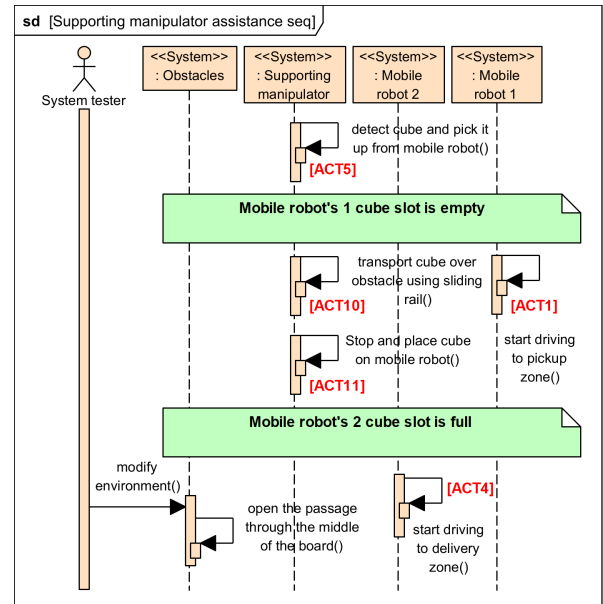 sd [Supporting manipulator assistance seq]
System tester
<<System>>
: Obstacles
<<System>>
: Supporting
manipulator
<<System>>
: Mobile
robot 2
<<System>>
: Mobile
robot 1
detect cube and pick it
up from mobile robot()
[ACT5]
Mobile robot's 1 cube slot is empty
transport cube over
obstacle using sliding
rail()
[ACT10]
[ACT1]
start driving
to pickup
zone()
Stop and place cube
on mobile robot()
[ACT11]
Mobile robot's 2 cube slot is full
modify
environment()
open the passage
through the middle
of the board()
[ACT4]
start driving
to delivery
zone()